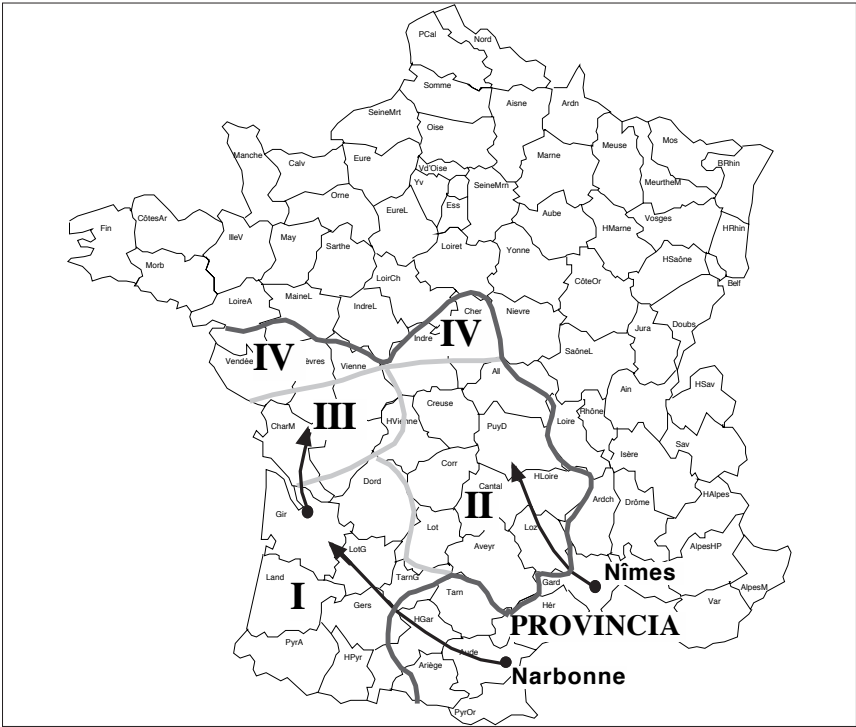 PCal
Nord
Somme
Aisne
Ardn
SeineMrt
Oise
Manche
Calv
Eure
Vd'Oise
Yv
Marne
Meuse
Mos
BRhin
MeurtheM
Orne
EureL
Ess
SeineMrn
Aube
HMarne
Vosges
HRhin
Fin
CôtesAr
IlleV
May
Sarthe
Loiret
Yonne
Morb
LoirCh
CôteOr
HSaône
Belf
LoireA
MaineL
IndreL
Cher
Nievre
Jura
Doubs
Indre
IV
IV
Vendée
èvres
Vienne
SaôneL
All
Ain
HSav
III
CharM
HVienne
Creuse
PuyD
Loire
Rhône
Isère
Sav
Dord
Corr
Cantal
HLoire
Ardch
Drôme
HAlpes
Gir
II
Lot
Loz
LotG
Aveyr
AlpesHP
Land
I
TarnG
Tarn
Gard
Nîmes
AlpesM
Gers
HGar
Hér
Var
PROVINCIA
PyrA
HPyr
Ariège
Aude
Narbonne
PyrOr